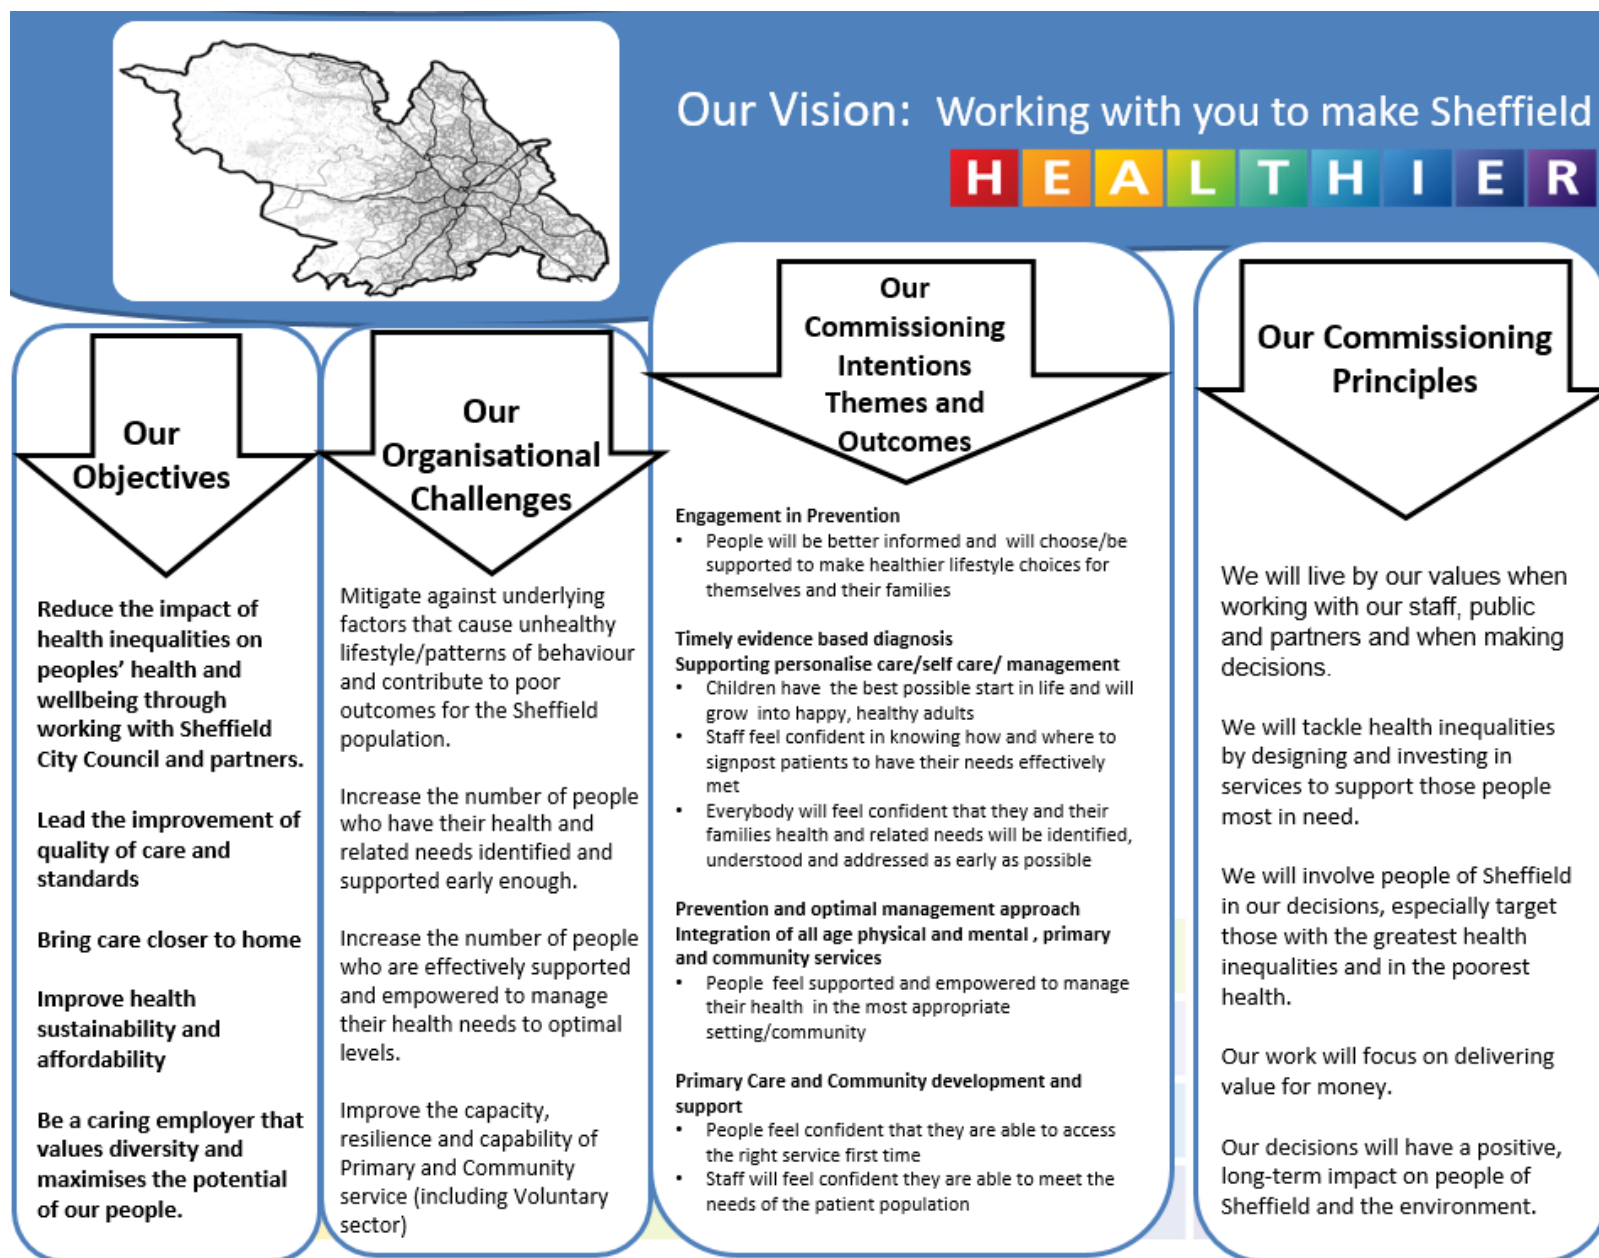 Our Vision: Working with you to make Sheffield
HEALTHIER
Our
Objectives
Reduce the impact of
health inequalities on
peoples' health and
wellbeing through
working with Sheffield
City Council and partners.
Lead the improvement of
quality of care and
standards
Bring care closer to home
Improve health
sustainability and
affordability
Be a caring employer that
values diversity and
maximises the potential
of our people.
Our
Organisational
Challenges
Mitigate against underlying
factors that cause unhealthy
lifestyle/patterns of behaviour
and contribute to poor
outcomes for the Sheffield
population.
Increase the number of people
who have their health and
related needs identified and
supported early enough.
Increase the number of people
who are effectively supported
and empowered to manage
their health needs to optimal
levels.
Improve the capacity,
resilience and capability of
Primary and Community
service (including Voluntary
sector)
Our
Commissioning
Intentions
Themes and
Outcomes
Engagement in Prevention
• People will be better informed and will choose/be
supported to make healthier lifestyle choices for
themselves and their families
Timely evidence based diagnosis
Supporting personalise care/self care/ management
• Children have the best possible start in life and will
grow into happy, healthy adults
• Staff feel confident in knowing how and where to
signpost patients to have their needs effectively
met
• Everybody will feel confident that they and their
families health and related needs will be identified,
understood and addressed as early as possible
Prevention and optimal management approach
Integration of all age physical and mental , primary
and community services
• People feel supported and empowered to manage
their health in the most appropriate
setting/community
Primary Care and Community development and
support
• People feel confident that they are able to access
the right service first time
• Staff will feel confident they are able to meet the
needs of the patient population
Our Commissioning
Principles
We will live by our values when
working with our staff, public
and partners and when making
decisions.
We will tackle health inequalities
by designing and investing in
services to support those people
most in need.
We will involve people of Sheffield
in our decisions, especially target
those with the greatest health
inequalities and in the poorest
health.
Our work will focus on delivering
value for money.
Our decisions will have a positive,
long-term impact on people of
Sheffield and the environment.